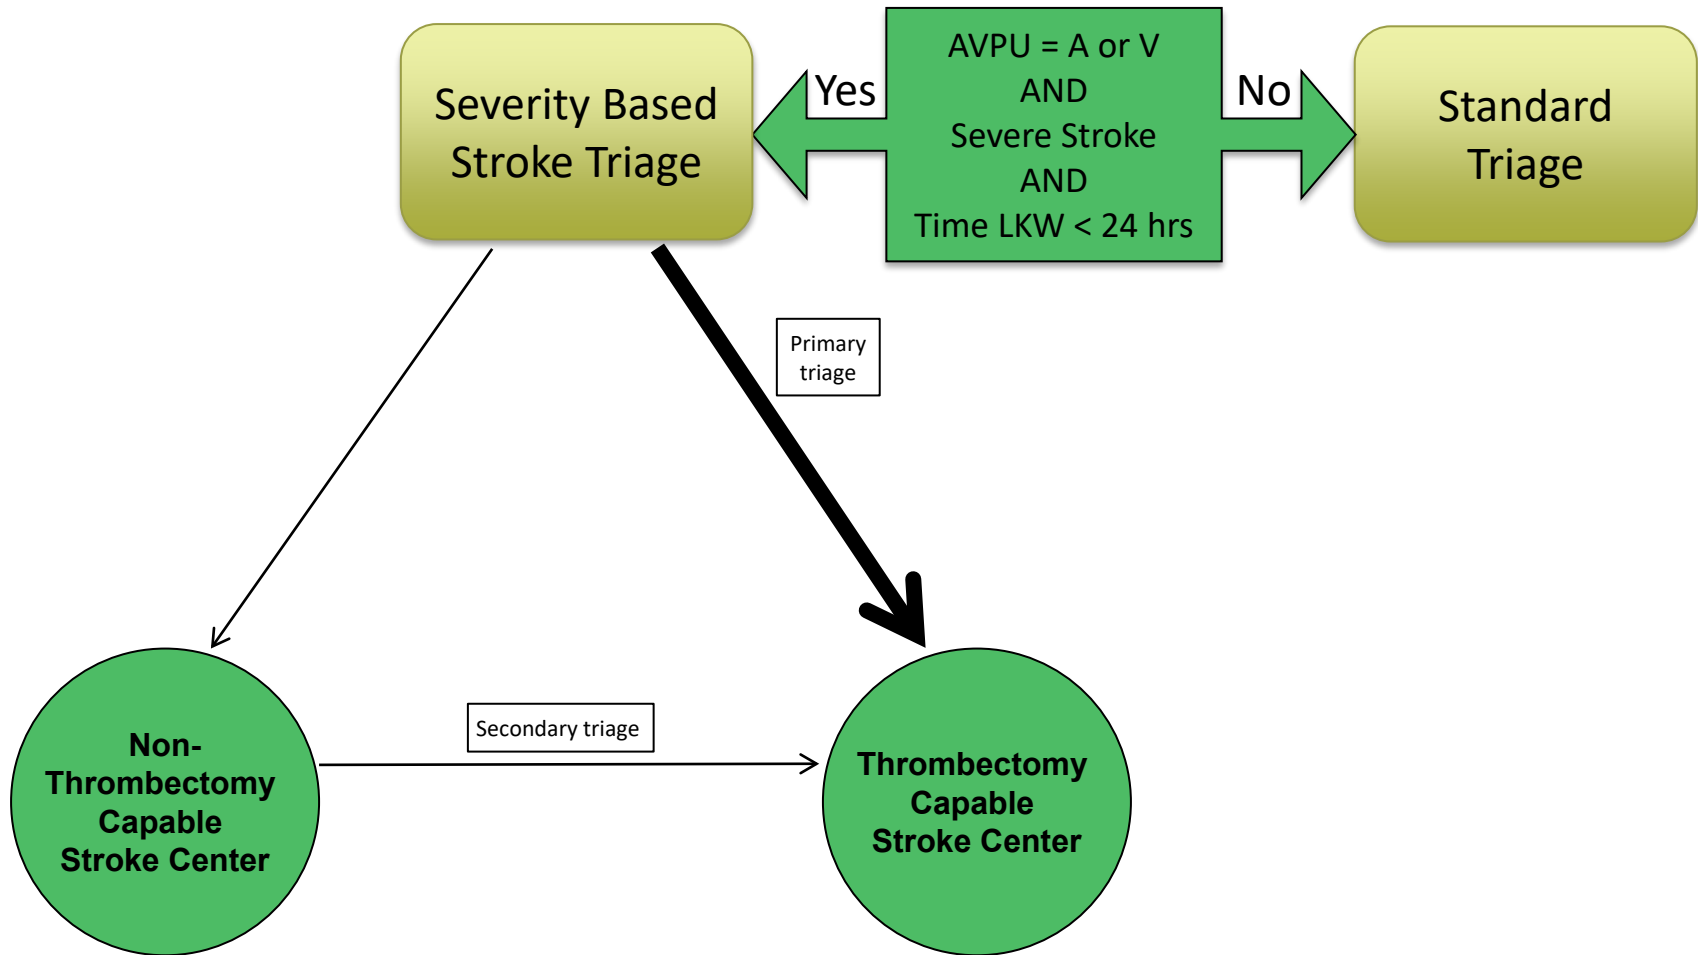 Severity Based
Stroke Triage
Yes
AVPU = A or V
AND
Severe Stroke
AND
Time LKW < 24 hrs
No
Standard
Triage
Primary
triage
Secondary triage
Non-
Thrombectomy
Capable
Stroke Center
Thrombectomy
Capable
Stroke Center